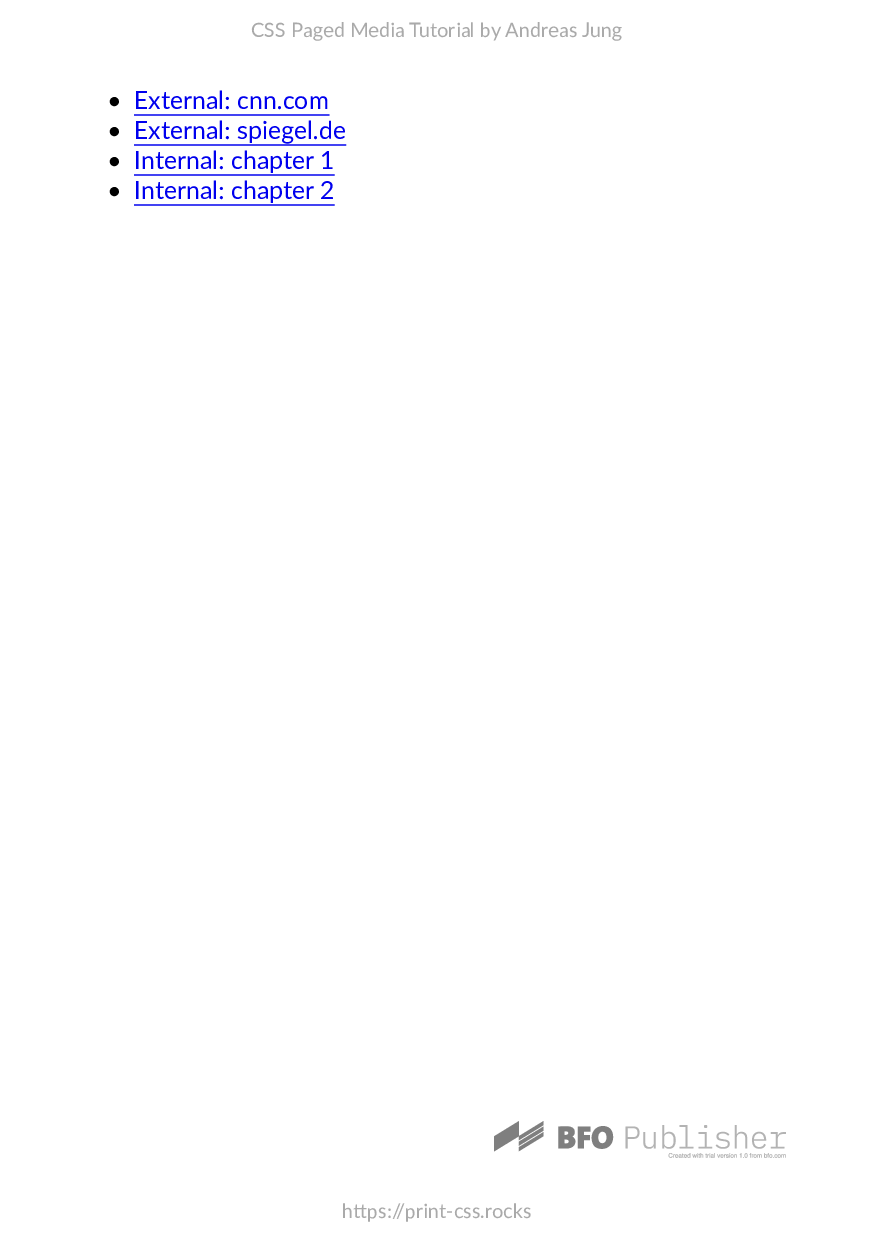 CSS Paged Media Tutorial by Andreas Jung
• External: cnn.com
• External: spiegel.de
• Internal: chapter 1
• Internal: chapter 2
BFO Publisher
Created with trial version 1.0 from bfo.com
https://print-css.rocks